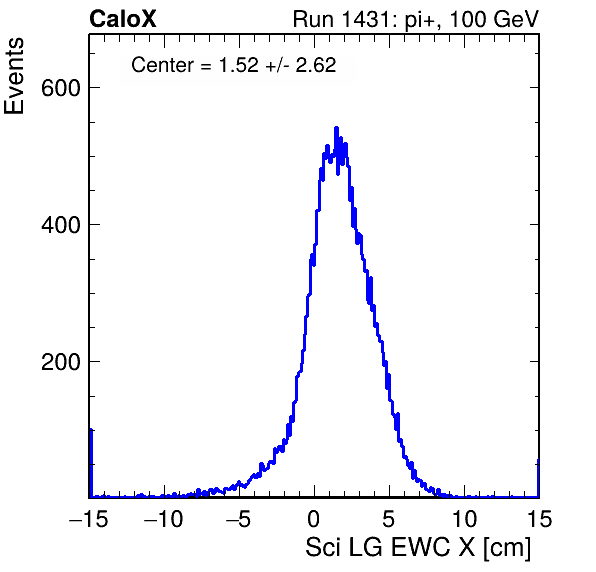 CaloX Run 1431: pi+, 100 GeV
Center = 1.52 +/- 2.62
Events
600
400
200
−15 −10 −5 0 5 10 15
Sci LG EWC X [cm]